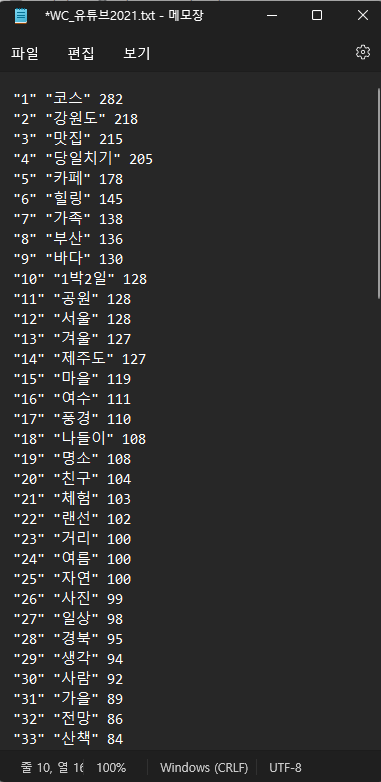 *WC_유튜브2021.txt - 메모장
파일 편집 보기
"1" "코스" 282
"2" "강원도" 218
"3" "맛집" 215
"4" "당일치기" 205
"5" "카페" 178
"6" "힐링" 145
"7" "가족" 138
"8" "부산" 136
"9" "바다" 130
"10" "1박2일" 128
"11" "공원" 128
"12" "서울" 128
"13" "겨울" 127
"14" "제주도" 127
"15" "마을" 119
"16" "여수" 111
"17" "풍경" 110
"18" "나들이" 108
"19" "명소" 108
"20" "친구" 104
"21" "체험" 103
"22" "랜선" 102
"23" "거리" 100
"24" "여름" 100
"25" "자연" 100
"26" "사진" 99
"27" "일상" 98
"28" "경북" 95
"29" "생각" 94
"30" "사람" 92
"31" "가을" 89
"32" "전망" 86
"33" "산책" 84
줄 10, 열 16 100% Windows (CRLF) UTF-8